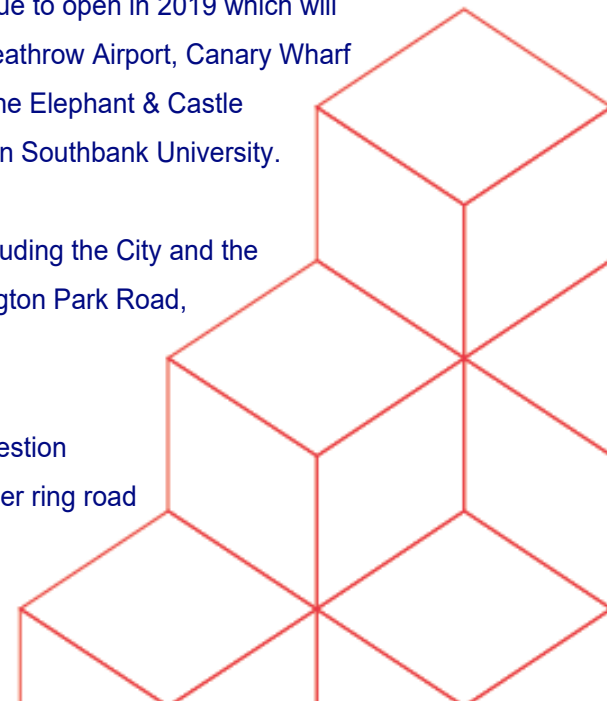 ue to open in 2019 which will
eathrow Airport, Canary Wharf
ne Elephant & Castle
n Southbank University.
uding the City and the
gton Park Road,
estion
er ring road